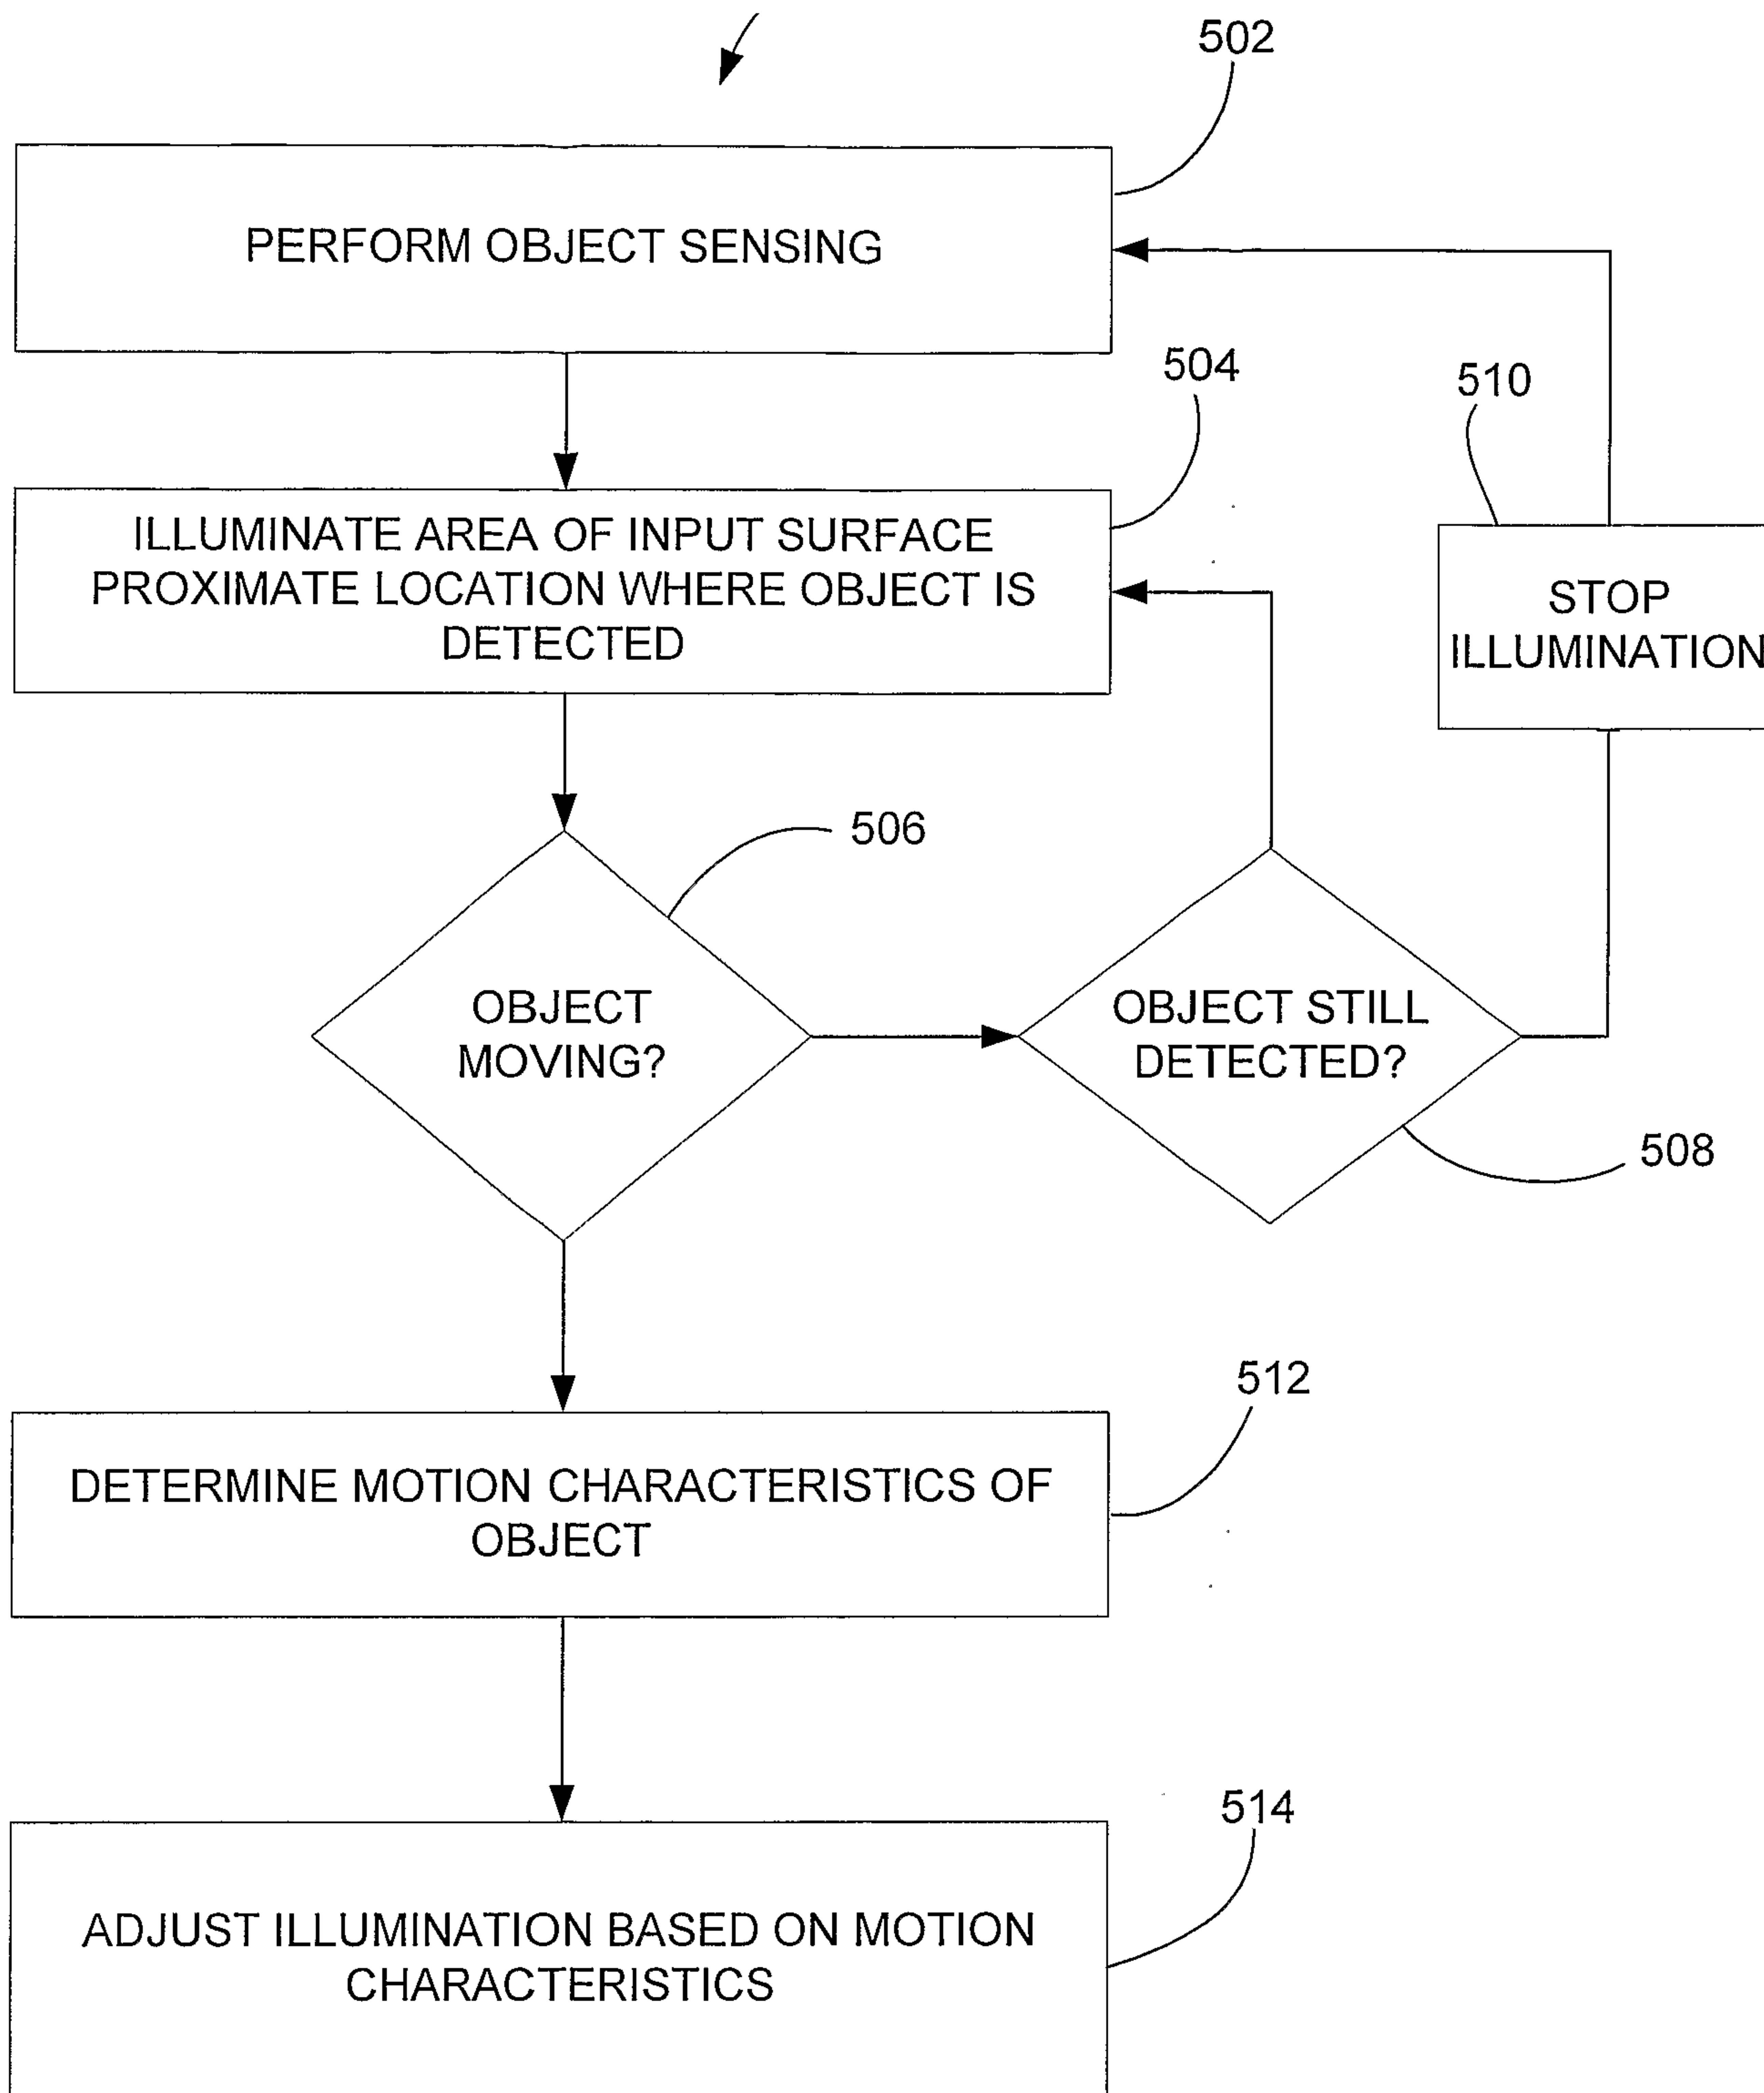 502
PERFORM OBJECT SENSING
504
510
ILLUMINATE AREA OF INPUT SURFACE
PROXIMATE LOCATION WHERE OBJECT IS
DETECTED
STOP
ILLUMINATION
506
OBJECT
MOVING?
OBJECT STILL
DETECTED?
508
512
DETERMINE MOTION CHARACTERISTICS OF
OBJECT
514
ADJUST ILLUMINATION BASED ON MOTION
CHARACTERISTICS